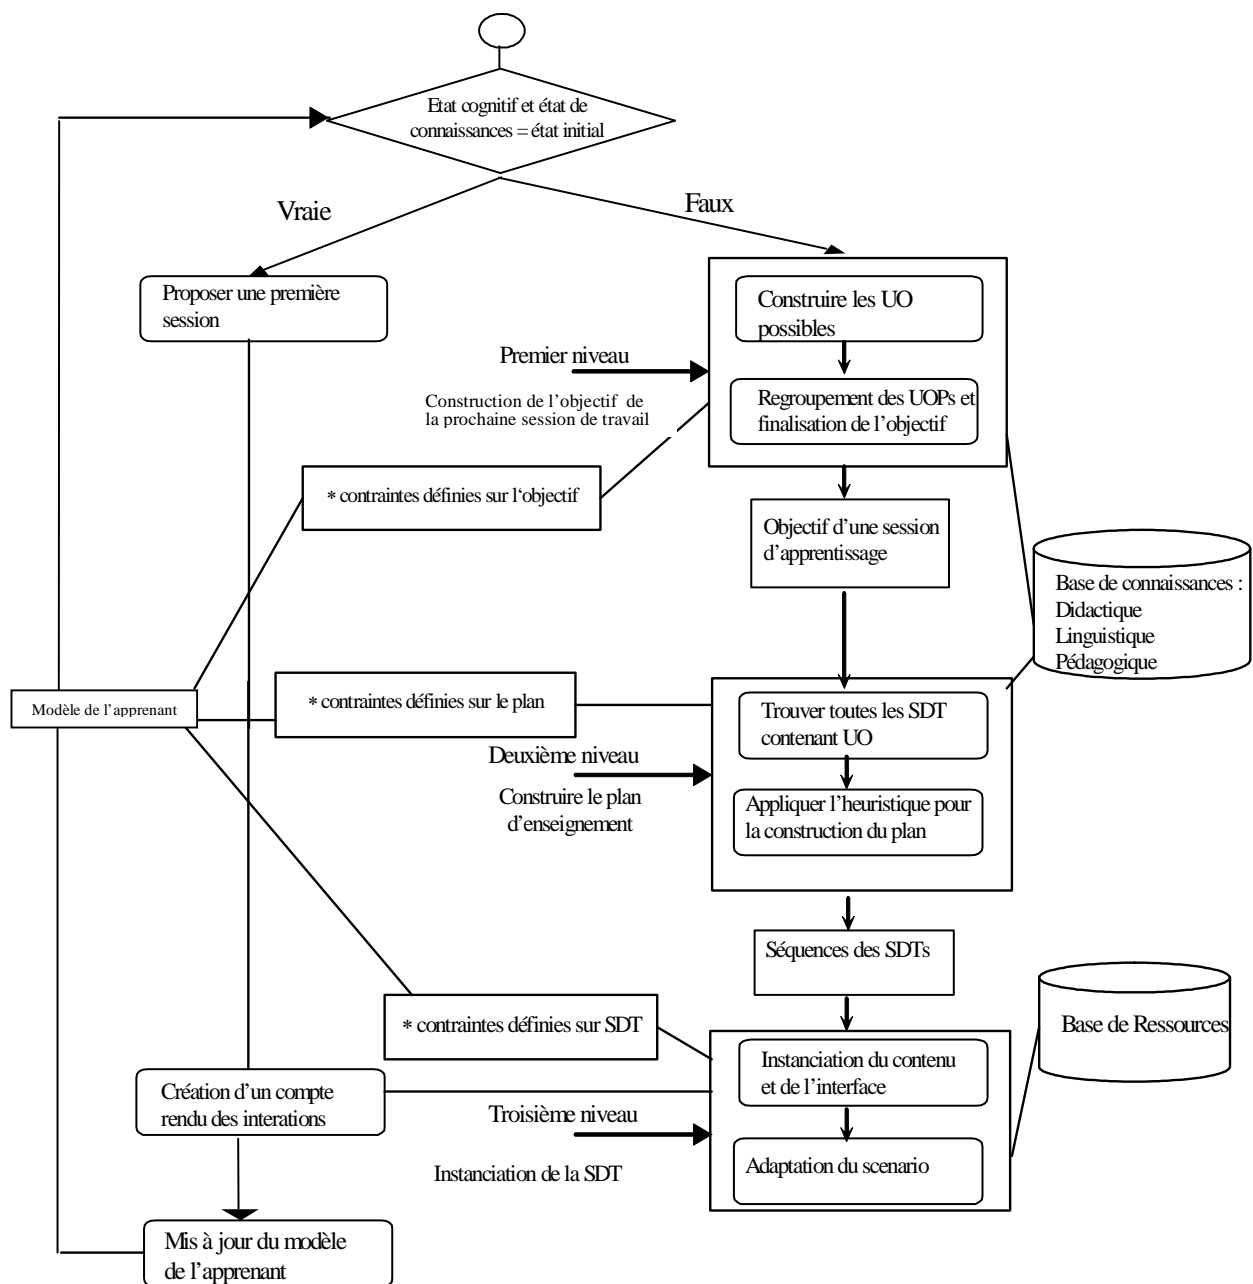 Etat cognitif et état de
connaissances = état initial
Vraie
Faux
Proposer une première
session
Construire les UO
possibles
Premier niveau
Construction de l’objectif de
la prochaine session de travail
Regroupement des UOPs et
finalisation de l’objectif
* contraintes définies sur l‘objectif
Objectif d’une session
d’apprentissage
Base de connaissances :
Didactique
Linguistique
Pédagogique
Modèle de l’apprenant
* contraintes définies sur le plan
Trouver toutes les SDT
contenant UO
Deuxième niveau
Construire le plan
d’enseignement
Appliquer l’heuristique pour
la construction du plan
Séquences des SDTs
* contraintes définies sur SDT
Base de Ressources
Instanciation du contenu
et de l’interface
Création d’un compte
rendu des interations
Troisième niveau
Instanciation de la SDT
Adaptation du scenario
Mis à jour du modèle
de l’apprenant